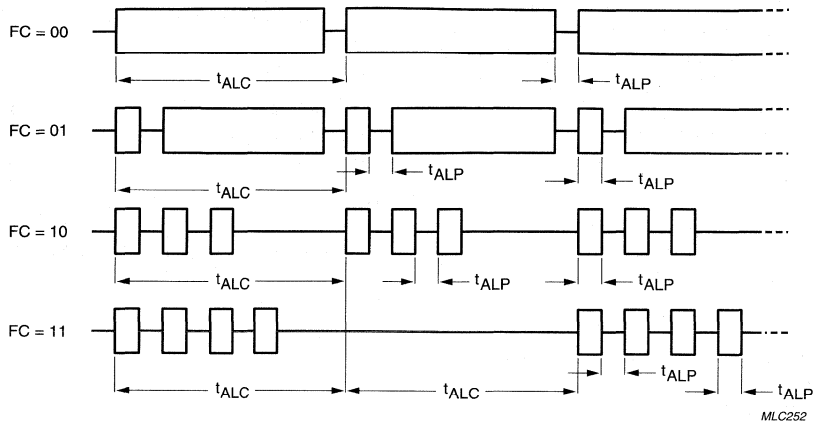 FC = 00
tALC
tALP
FC = 01
tALC
tALP
tALP
FC = 10
tALC
tALP
tALP
FC = 11
tALC
tALC
tALP
tALP
MLC252